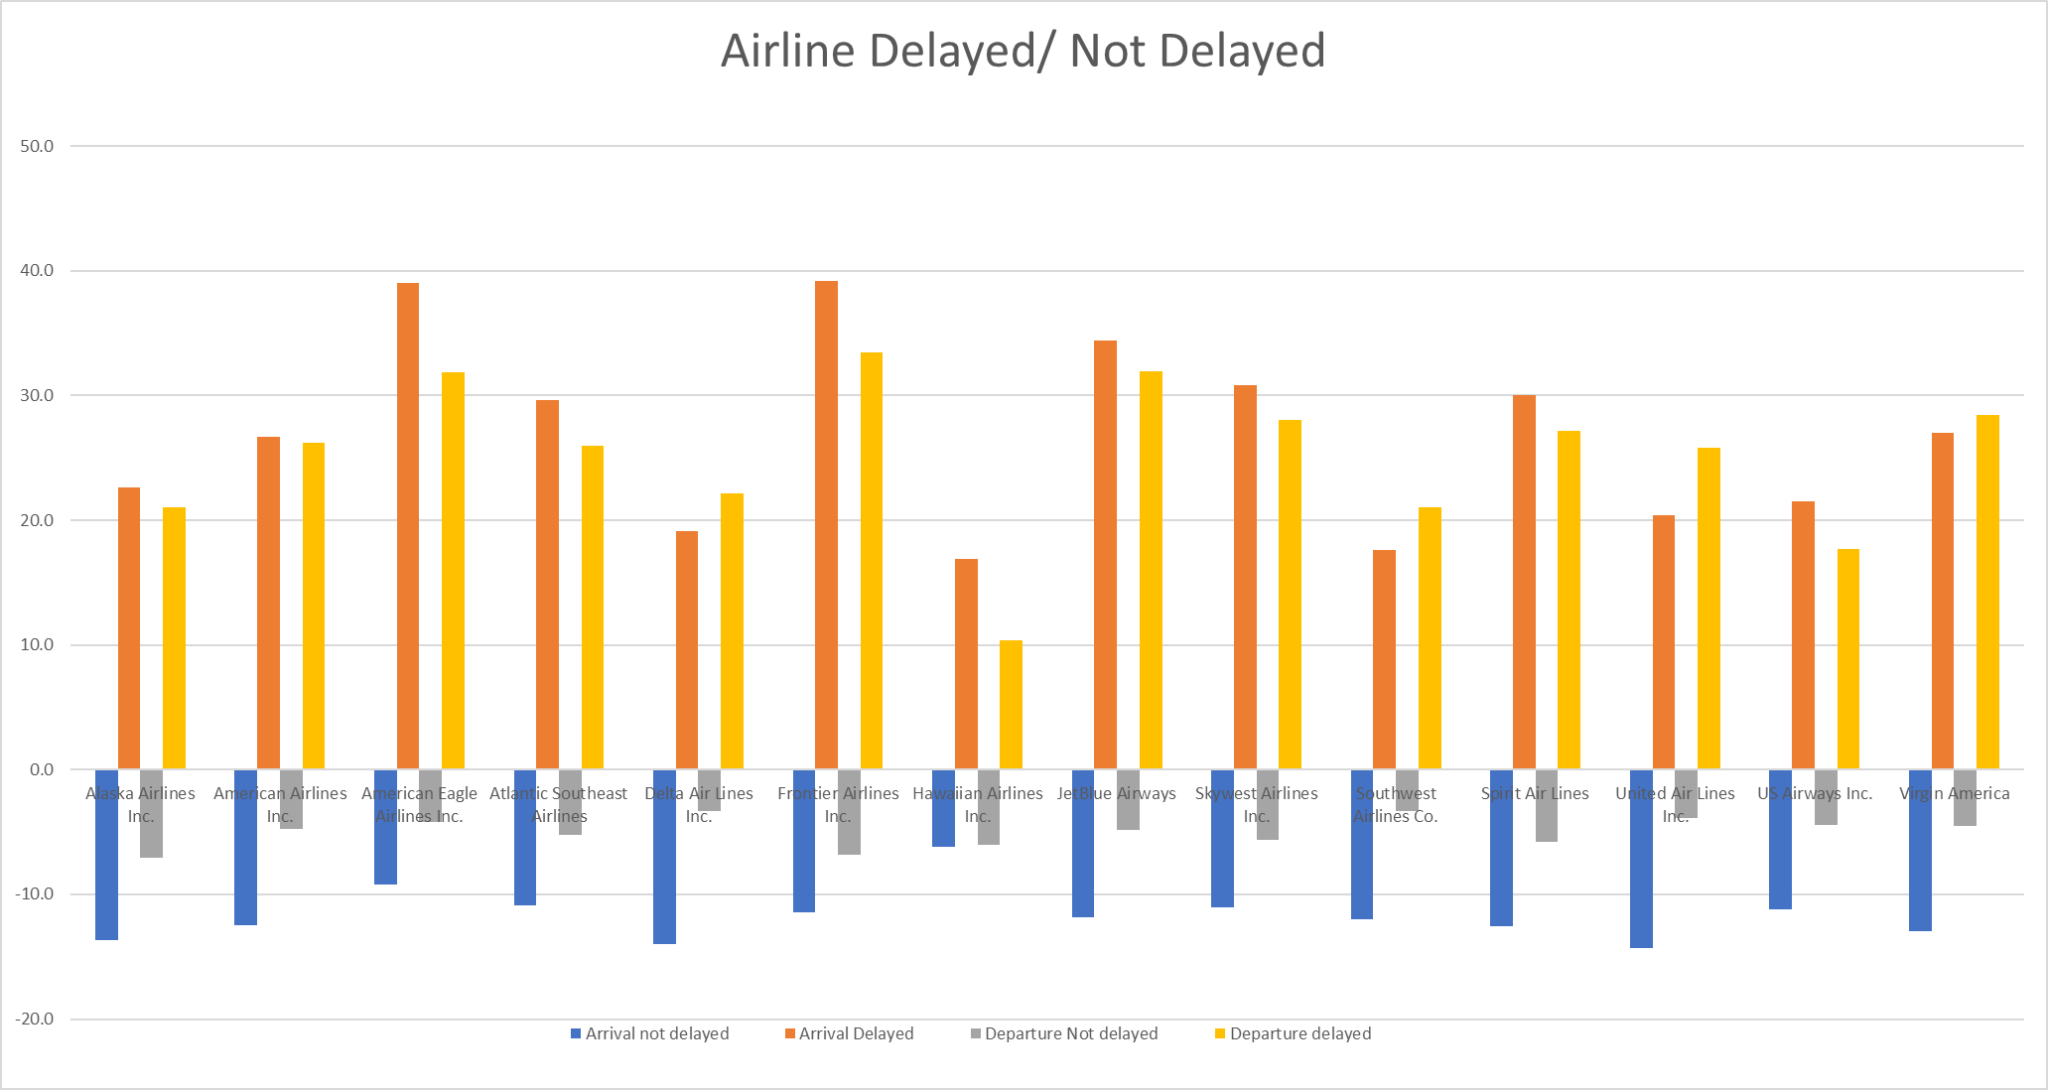 Airline Delayed/ Not Delayed
50.0
40.0
30.0
20.0
10.0
0.0
-10.0
-20.0
Alaska Airlines
Inc.
American Airlines
Inc.
American Eagle
Airlines Inc.
Atlantic Southeast
Airlines
Delta Air Lines
Inc.
Frontier Airlines
Inc.
Hawaiian Airlines
Inc.
JetBlue Airways
Skywest Airlines
Inc.
Southwest
Airlines Co.
Spirit Air Lines
United Air Lines
Inc.
US Airways Inc.
Virgin America
Arrival not delayed
Arrival Delayed
Departure Not delayed
Departure delayed